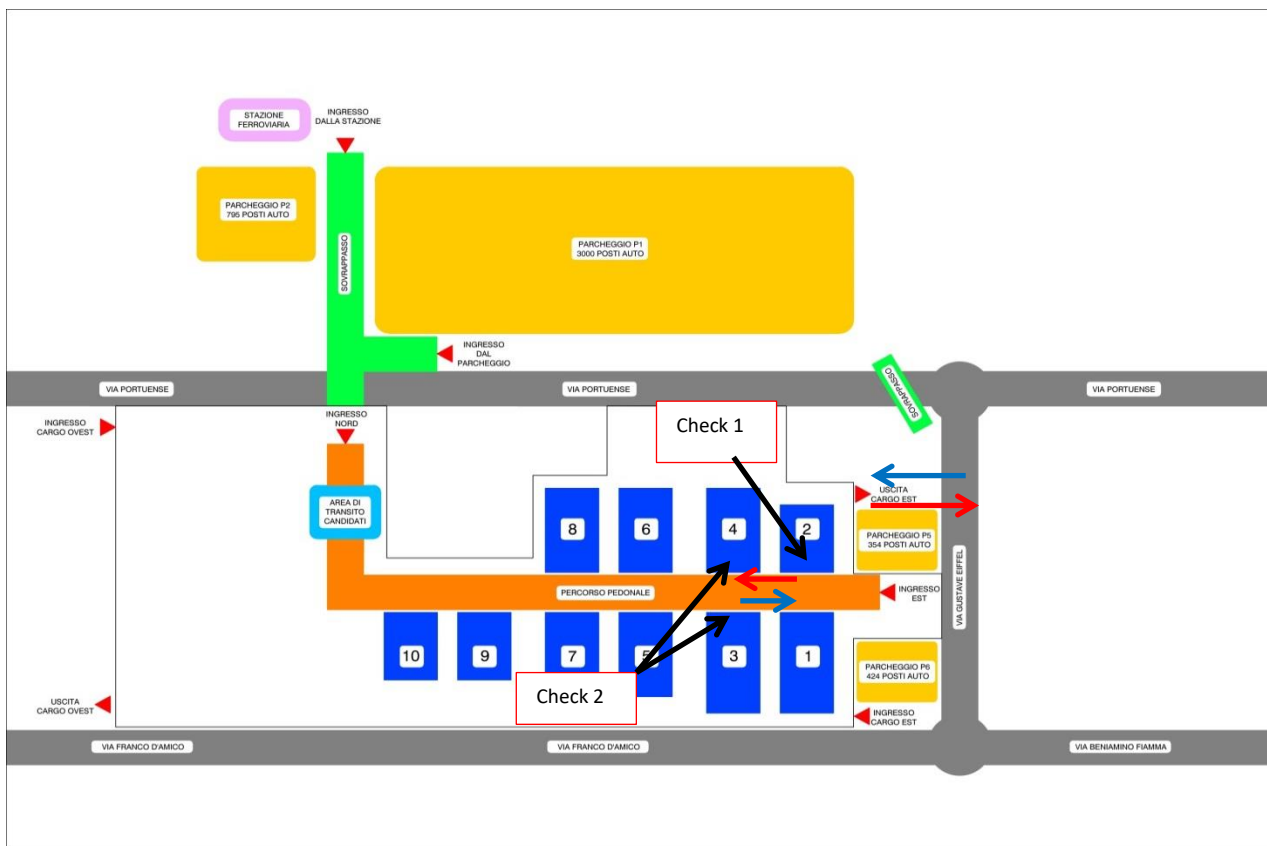 STAZIONE
FERROVIARIA
INGRESSO
DALLA STAZIONE
PARCHEGGIO P2
795 POSTI AUTO
SOVRAPPASSO
PARCHEGGIO P1
3000 POSTI AUTO
INGRESSO
DAL
PARCHEGGIO
VIA PORTUENSE
VIA PORTUENSE
SOVRAPPASSO
VIA PORTUENSE
INGRESSO
CARGO OVEST
INGRESSO
NORD
Check 1
AREA DI
TRANSITO
CANDIDATI
USCITA
CARGO EST
8
6
4
2
PARCHEGGIO P5
354 POSTI AUTO
PERCORSO PEDONALE
INGRESSO
EST
VIA GUSTAVE EIFFEL
10
9
7
5
3
1
PARCHEGGIO P6
424 POSTI AUTO
Check 2
USCITA
CARGO OVEST
INGRESSO
CARGO EST
VIA FRANCO D'AMICO
VIA FRANCO D'AMICO
VIA BENIAMINO FIAMMA